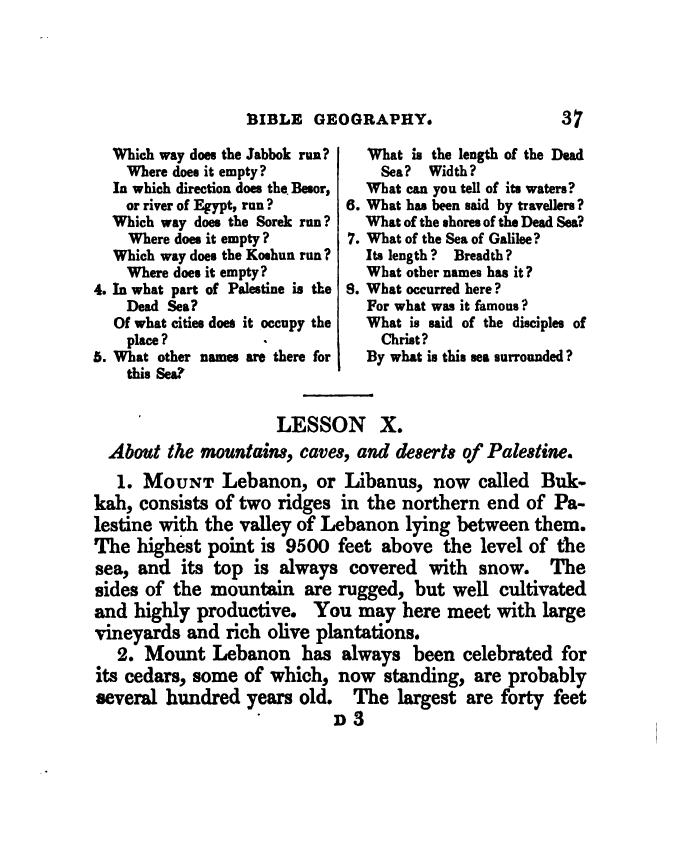 BIBLE GEOGRAPHY. 37
Which way does the Jabbok run?
Where does it empty?
In which direction does the Besor,
or river of Egypt, run?
Which way does the Sorek run?
Where does it empty?
Which way does the Koshun run?
Where does it empty?
4. In what part of Palestine is the
Dead Sea?
Of what cities does it occupy the
place?
5. What other names are there for
this Sea?
What is the length of the Dead
Sea? Width?
What can you tell of its waters?
6. What has been said by travellers?
What of the shores of the Dead Sea?
7. What of the Sea of Galilee?
Its length? Breadth?
What other names has it?
8. What occurred here?
For what was it famous?
What is said of the disciples of
Christ?
By what is this sea surrounded?
LESSON X.
About the mountains, caves, and deserts of Palestine.
1. MOUNT Lebanon, or Libanus, now called Buk-
kah, consists of two ridges in the northern end of Pa-
lestine with the valley of Lebanon lying between them.
The highest point is 9500 feet above the level of the
sea, and its top is always covered with snow. The
sides of the mountain are rugged, but well cultivated
and highly productive. You may here meet with large
vineyards and rich olive plantations.
2. Mount Lebanon has always been celebrated for
its cedars, some of which, now standing, are probably
several hundred years old. The largest are forty feet
D 3